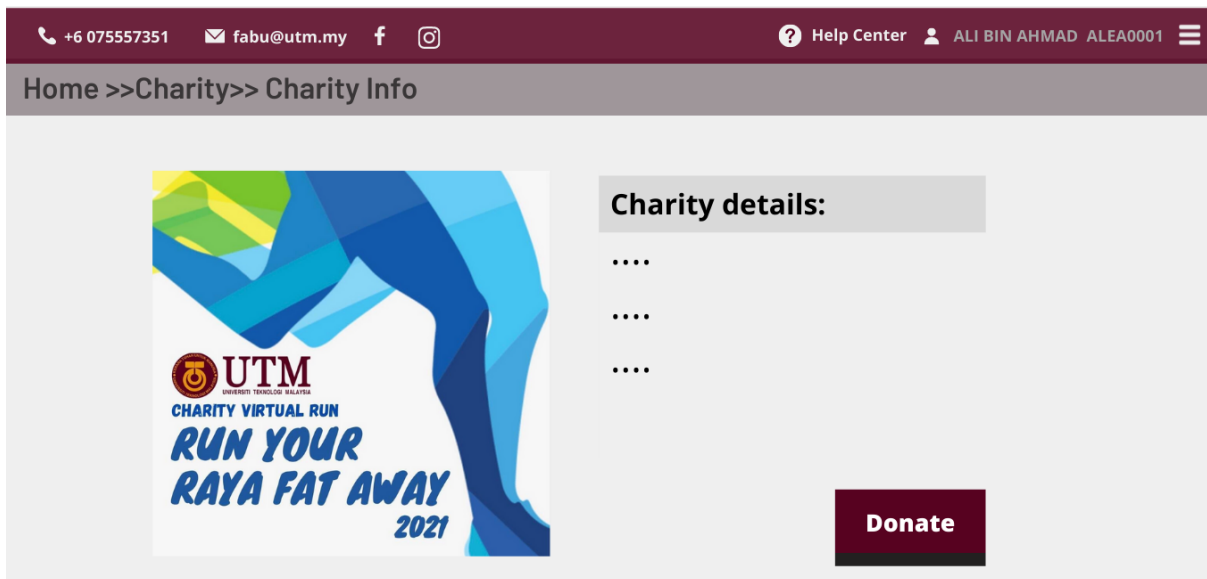 +6 075557351 fabu@utm.my f Help Center ALI BIN AHMAD ALEA0001
Home >>Charity>> Charity Info
Charity details:
....
....
....
UTM
UNIVERSITI TEKNOLOGI MALAYSIA
CHARITY VIRTUAL RUN
RUN YOUR
RAYA FAT AWAY
2021
Donate